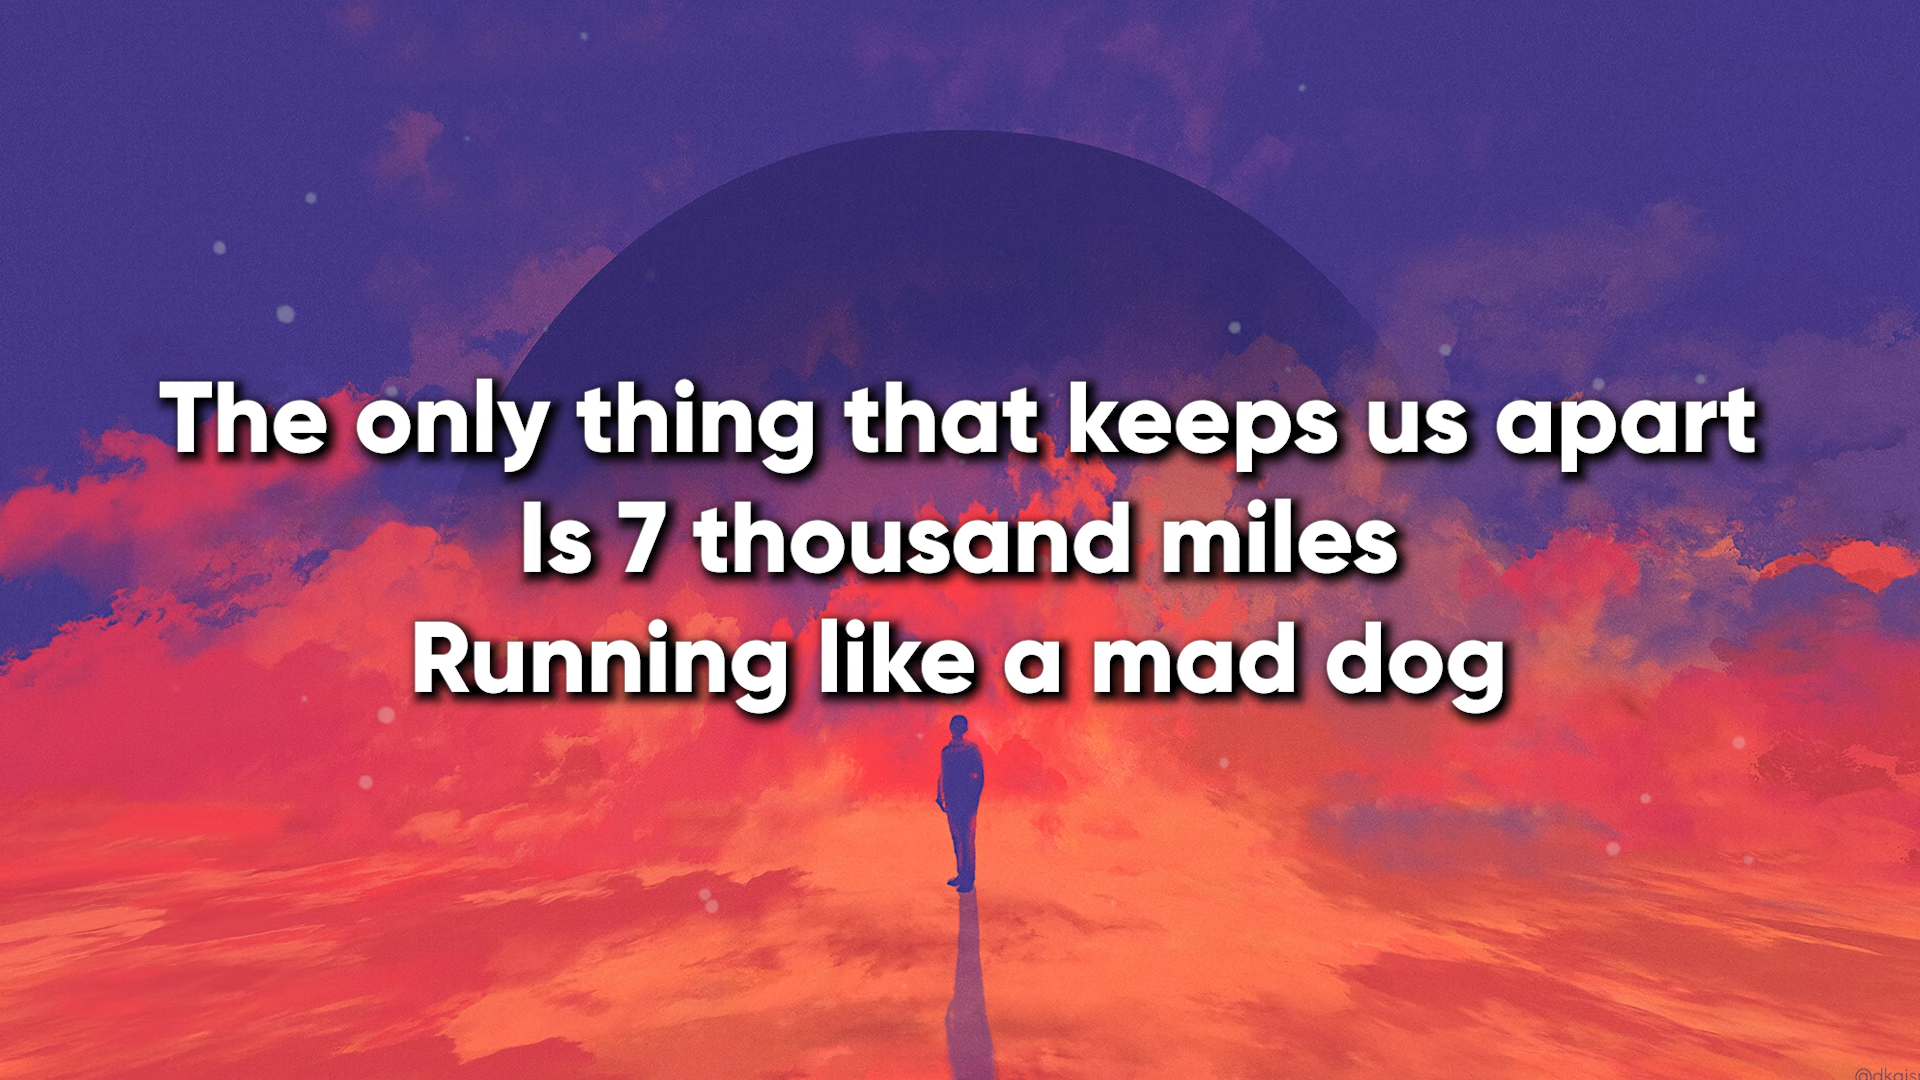 The only thing that keeps us apart
Is 7 thousand miles
Running like a mad dog